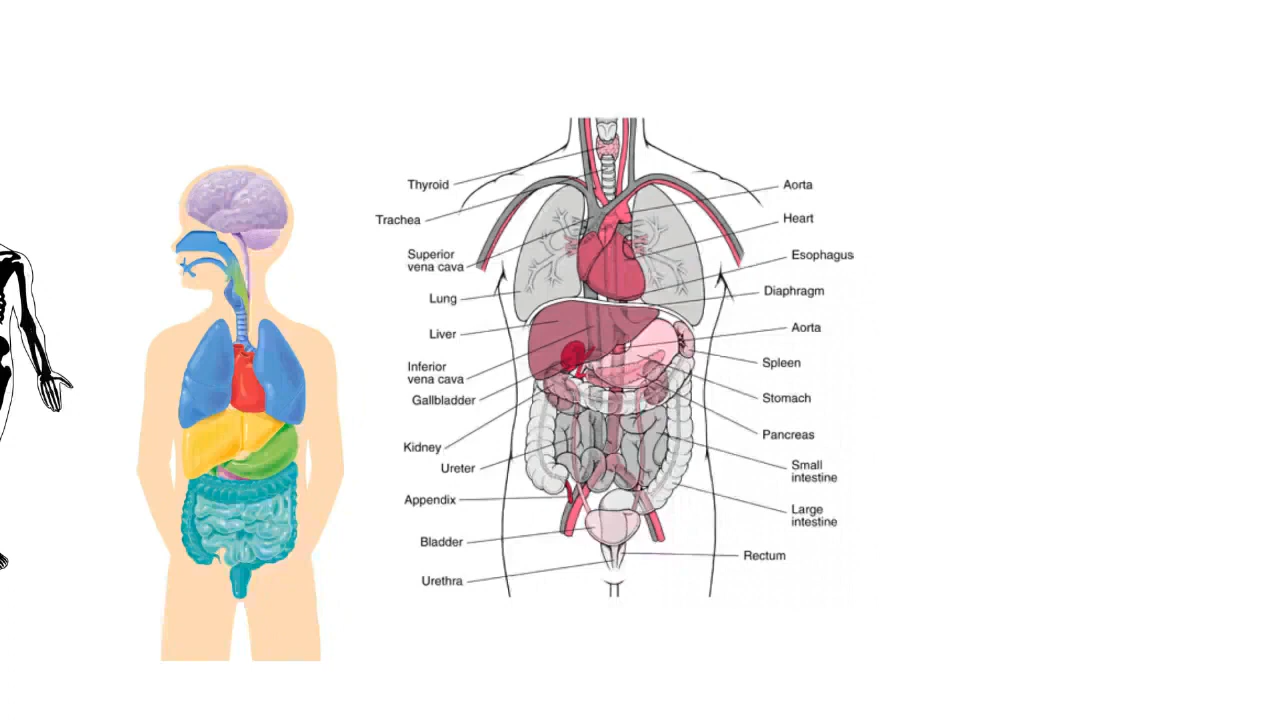 Thyroid
Trachea
Superior
vena cava
Lung
Liver
Inferior
vena cava
Gallbladder
Kidney
Ureter
Appendix
Bladder
Urethra
Aorta
Heart
Esophagus
Diaphragm
Aorta
Spleen
Stomach
Pancreas
Small
intestine
Large
intestine
Rectum